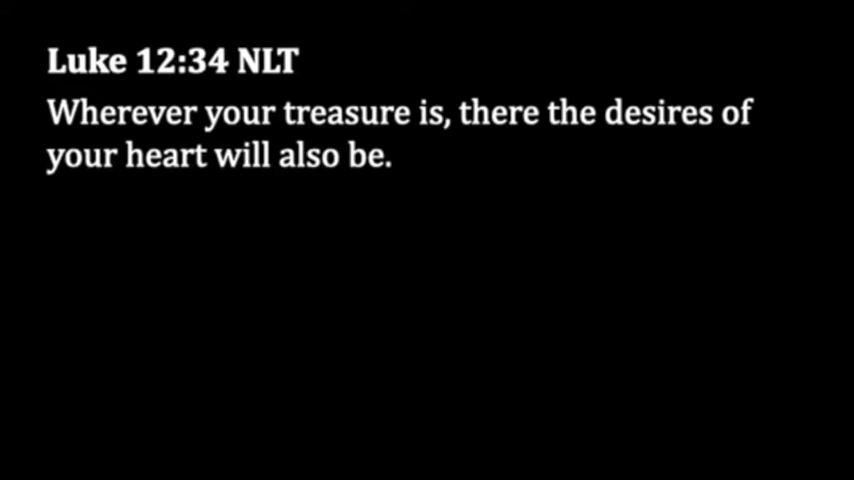 Luke 12:34 NLT
Wherever your treasure is, there the desires of
your heart will also be.